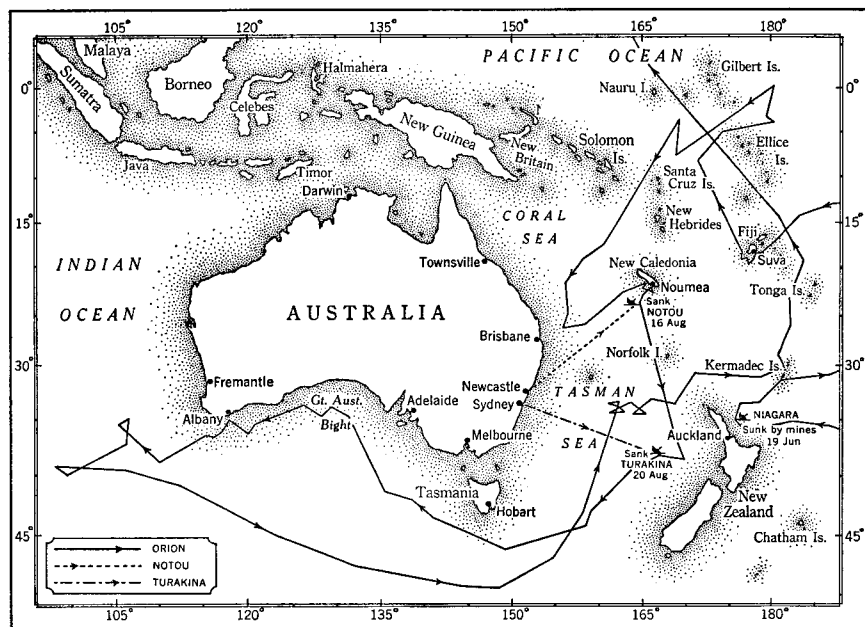 105° 120° 135° 150° 165° 180°
Malaya
PACIFIC OCEAN
Gilbert Is.
Halmahera
Borneo
Nauru I.
0° 0°
Sumatra
Celebes
New Guinea
Solomon
Is.
Ellice
Is.
New
Britain
Java
Timor
Santa
Cruz Is.
Darwin
CORAL
SEA
New
Hebrides
15° 15°
Fiji
Suva
INDIAN
OCEAN
Townsville
New Caledonia
Noumea
Tonga Is.
AUSTRALIA
Sank
NOTOU
16 Aug
Brisbane
Norfolk I.
Kermadec Is.
30° 30°
Fremantle
Newcastle
TASMAN
SEA
Adelaide
Sydney
Albany
Gt. Aust.
Bight
NIAGARA
Sunk by mines
19 Jun
Melbourne
Auckland
Sank
TURAKINA
20 Aug
Tasmania
New
Zealand
Hobart
Chatham Is.
45° 45°
ORION
NOTOU
TURAKINA
105° 120° 135° 150° 165° 180°